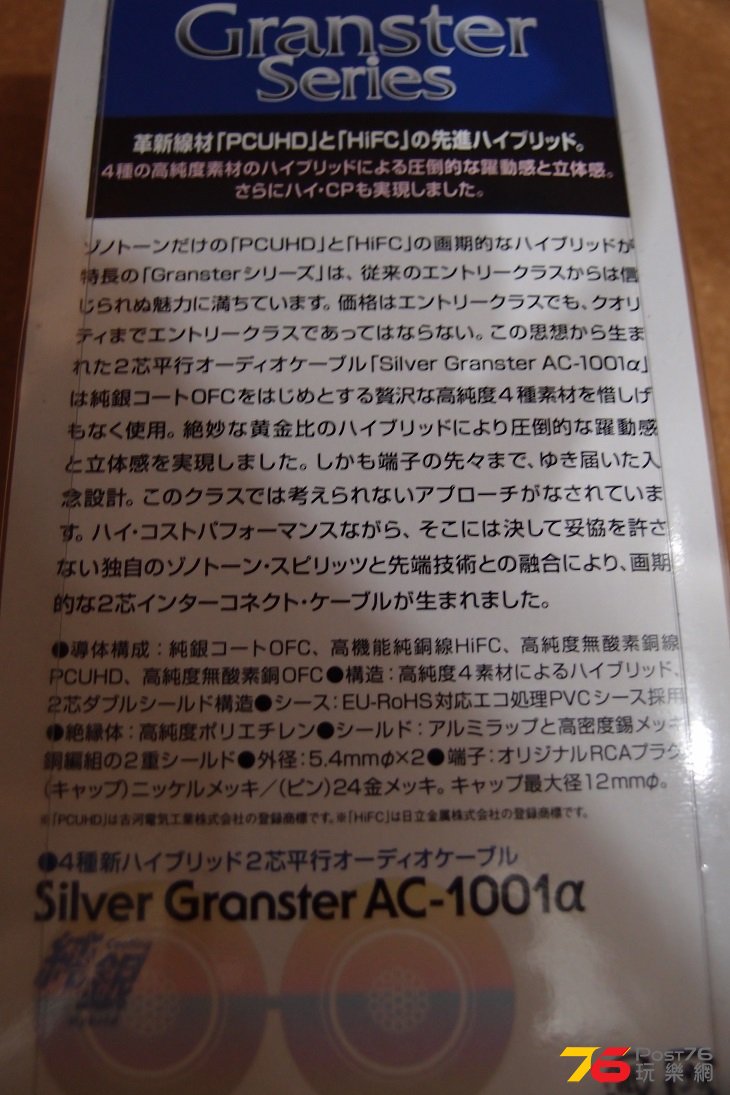 Granster
Series
革新線材「PCUHD」と「HiFC」の先進ハイブリッド。
4種の高純度素材のハイブリッドによる圧倒的な躍動感と立体感。
さらにハイ・CPも実現しました。
ゾノトーンだけの「PCUHD」と「HiFC」の画期的なハイブリッドが
特長の「Gransterシリーズ」は、従来のエントリークラスからは信
じられぬ魅力に満ちています。価格はエントリークラスでも、クオリ
ティまでエントリークラスであってはならない。この思想から生ま
れた2芯平行オーディオケーブル「Silver Granster AC-1001α」
は純銀コートOFCをはじめとする贅沢な高純度4種素材を惜しげ
もなく使用。絶妙な黄金比のハイブリッドにより圧倒的な躍動感
と立体感を実現しました。しかも端子の先々まで、ゆき届いた入
念設計。このクラスでは考えられないアプローチがなされていま
す。ハイ・コストパフォーマンスながら、そこには決して妥協を許さ
ない独自のゾノトーン・スピリッツと先端技術との融合により、画期
的な2芯インターコネクト・ケーブルが生まれました。
●導体構成：純銀コートOFC、高機能純銅線HiFC、高純度無酸素銅線
PCUHD、高純度無酸素銅OFC●構造：高純度4素材によるハイブリッド、
2芯ダブルシールド構造●シース：EU-RoHS対応エコ処理PVCシース採用
●絶縁体：高純度ポリエチレン●シールド：アルミラップと高密度錫メッキ
銅編組の2重シールド●外径：5.4mmφ×2●端子：オリジナルRCAプラグ
(キャップ)ニッケルメッキ／(ピン)24金メッキ。キャップ最大径12mmφ。
※「PCUHD」は古河電気工業株式会社の登録商標です。※「HiFC」は日立金属株式会社の登録商標です。
●4種新ハイブリッド2芯平行オーディオケーブル
Silver Granster AC-1001α
純銀
Coating
76 Post76
玩樂網